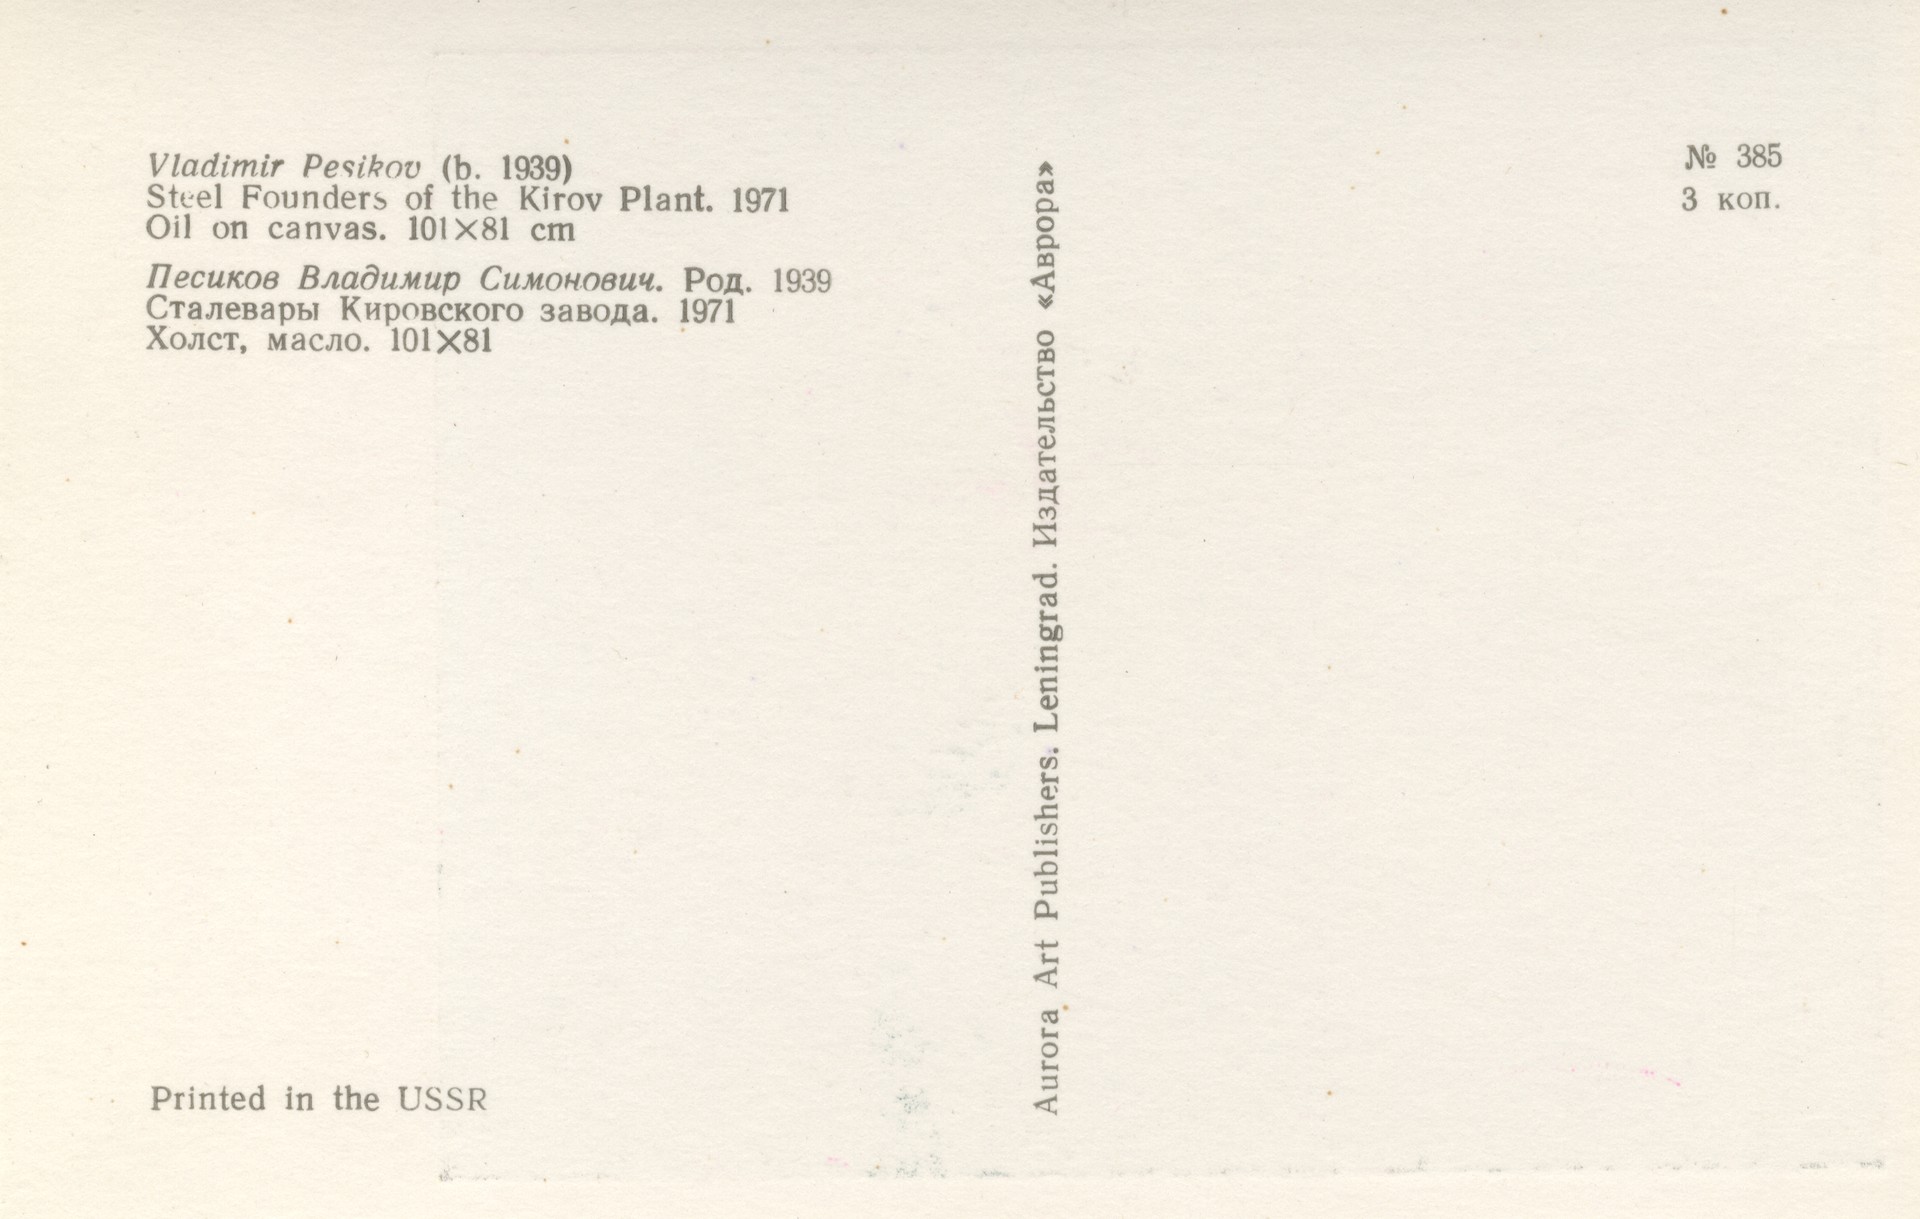 Vladimir Pesikov (b. 1939)
Steel Founders of the Kirov Plant. 1971
Oil on canvas. 101×81 cm
Песиков Владимир Симонович. Род. 1939
Сталевары Кировского завода. 1971
Холст, масло. 101×81
Printed in the USSR
Aurora Art Publishers. Leningrad. Издательство «Аврора»
№ 385
3 коп.